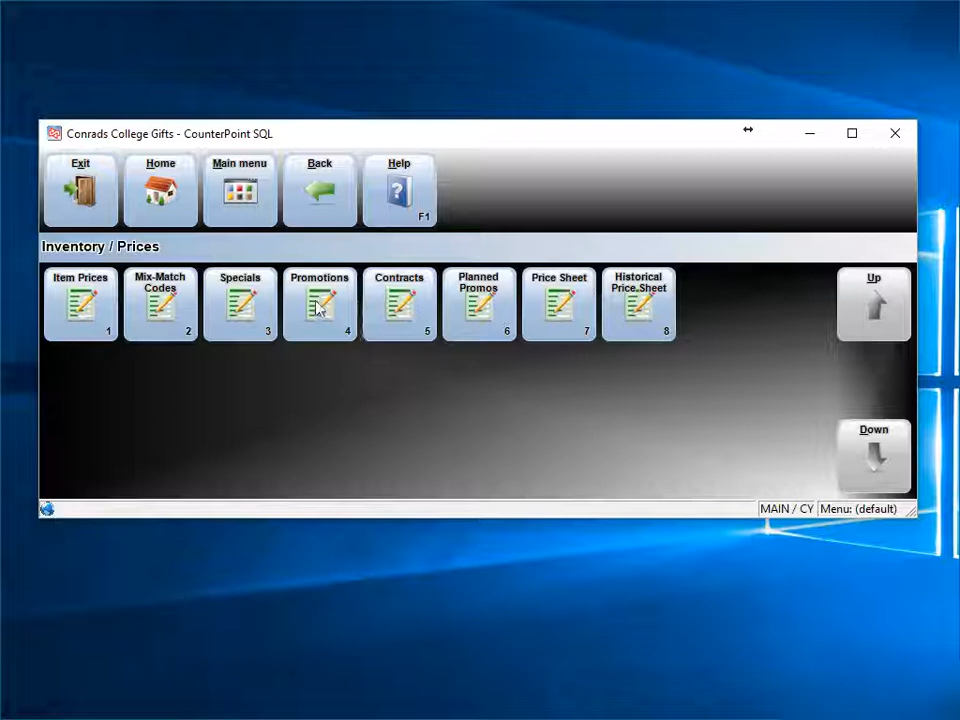 Conrads College Gifts - CounterPoint SQL
Exit
Home
Main menu
Back
Help
F1
Inventory / Prices
Item Prices
1
Mix-Match
Codes
2
Specials
3
Promotions
4
Contracts
5
Planned
Promos
6
Price Sheet
7
Historical
Price Sheet
8
Up
Down
MAIN / CY
Menu: (default)